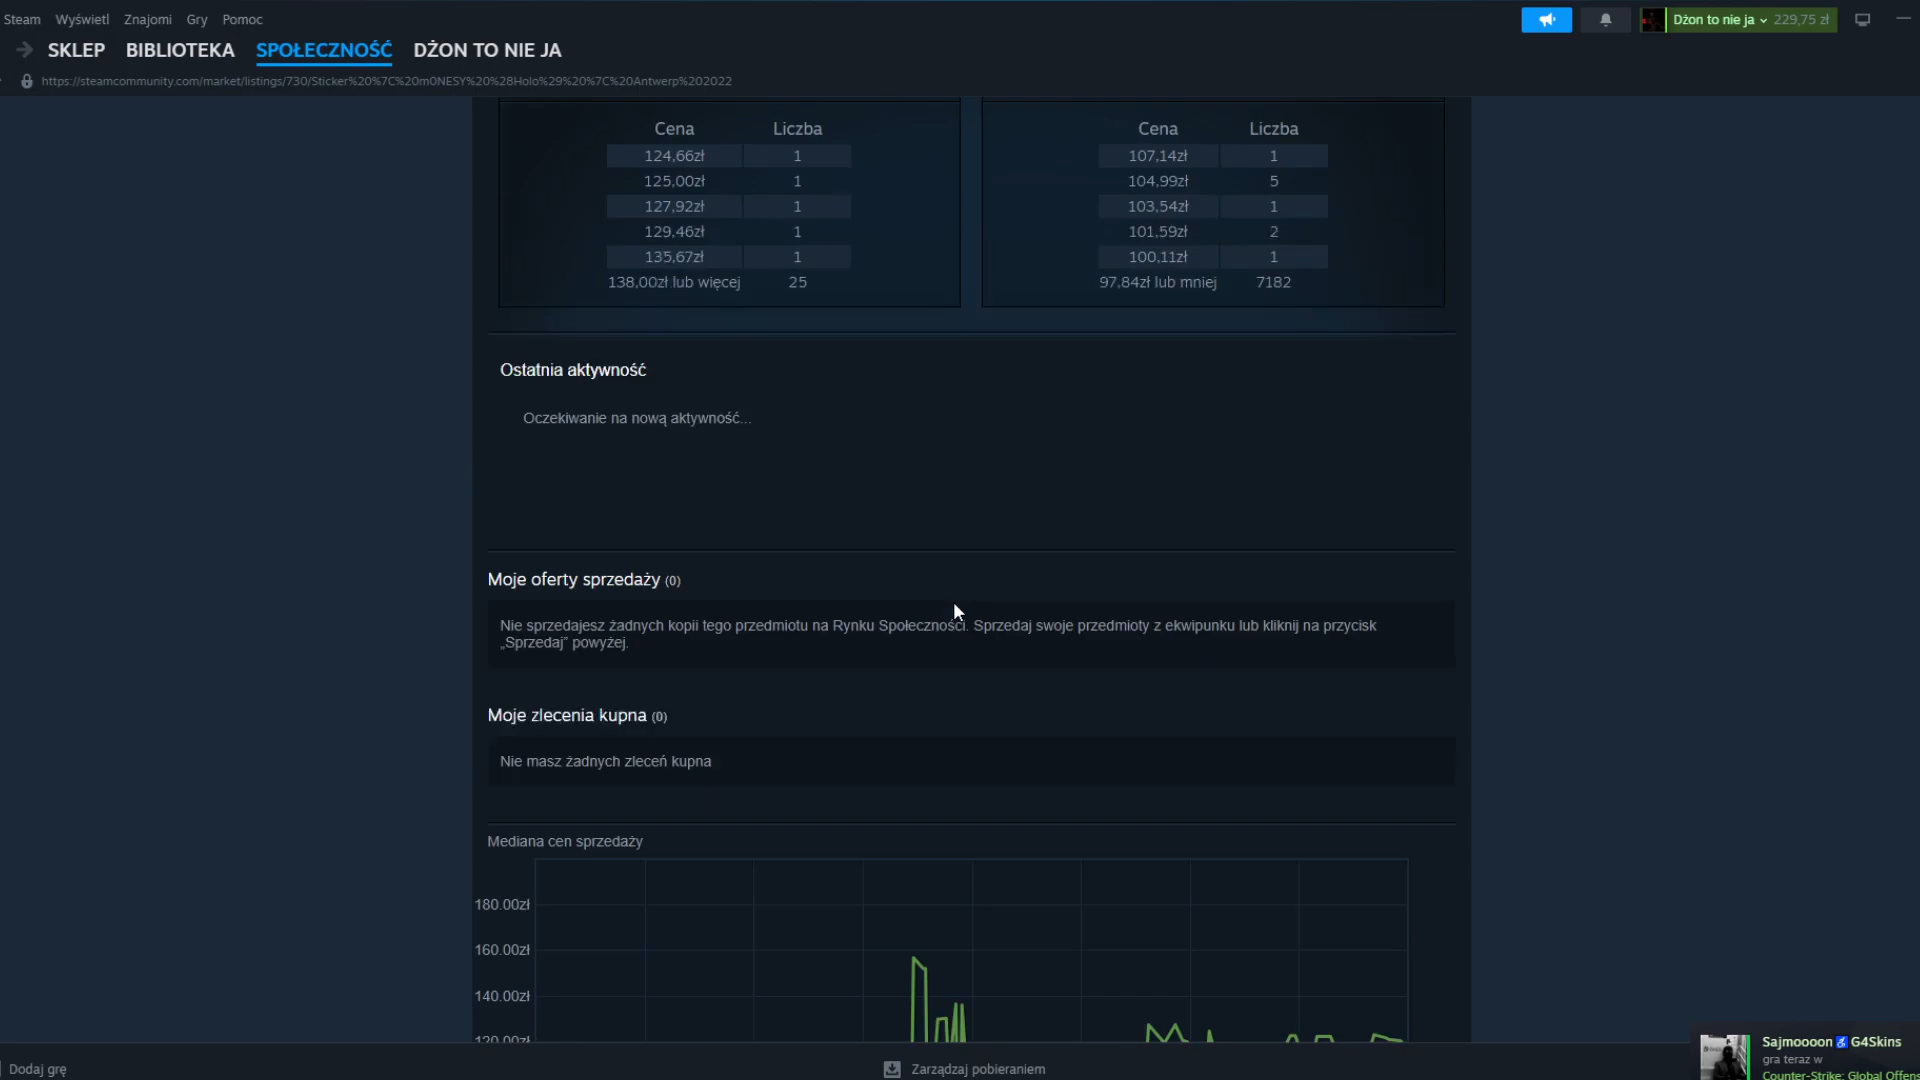 Steam Wyświetl Znajomi Gry Pomoc
Dżon to nie ja 229,75 zł
SKLEP BIBLIOTEKA SPOŁECZNOŚĆ DŻON TO NIE JA
https://steamcommunity.com/market/listings/730/Sticker%20%7C%20m0NESY%20%28Holo%29%20%7C%20Antwerp%202022
Cena Liczba
124,66zł 1
125,00zł 1
127,92zł 1
129,46zł 1
135,67zł 1
138,00zł lub więcej 25
Cena Liczba
107,14zł 1
104,99zł 5
103,54zł 1
101,59zł 2
100,11zł 1
97,84zł lub mniej 7182
Ostatnia aktywność
Oczekiwanie na nową aktywność...
Moje oferty sprzedaży (0)
Nie sprzedajesz żadnych kopii tego przedmiotu na Rynku Społeczności. Sprzedaj swoje przedmioty z ekwipunku lub kliknij na przycisk
„Sprzedaj” powyżej.
Moje zlecenia kupna (0)
Nie masz żadnych zleceń kupna
Mediana cen sprzedaży
180.00zł
160.00zł
140.00zł
120.00zł
Dodaj grę
Zarządzaj pobieraniem
Sajmoooon ♿ G4Skins
gra teraz w
Counter-Strike: Global Offens